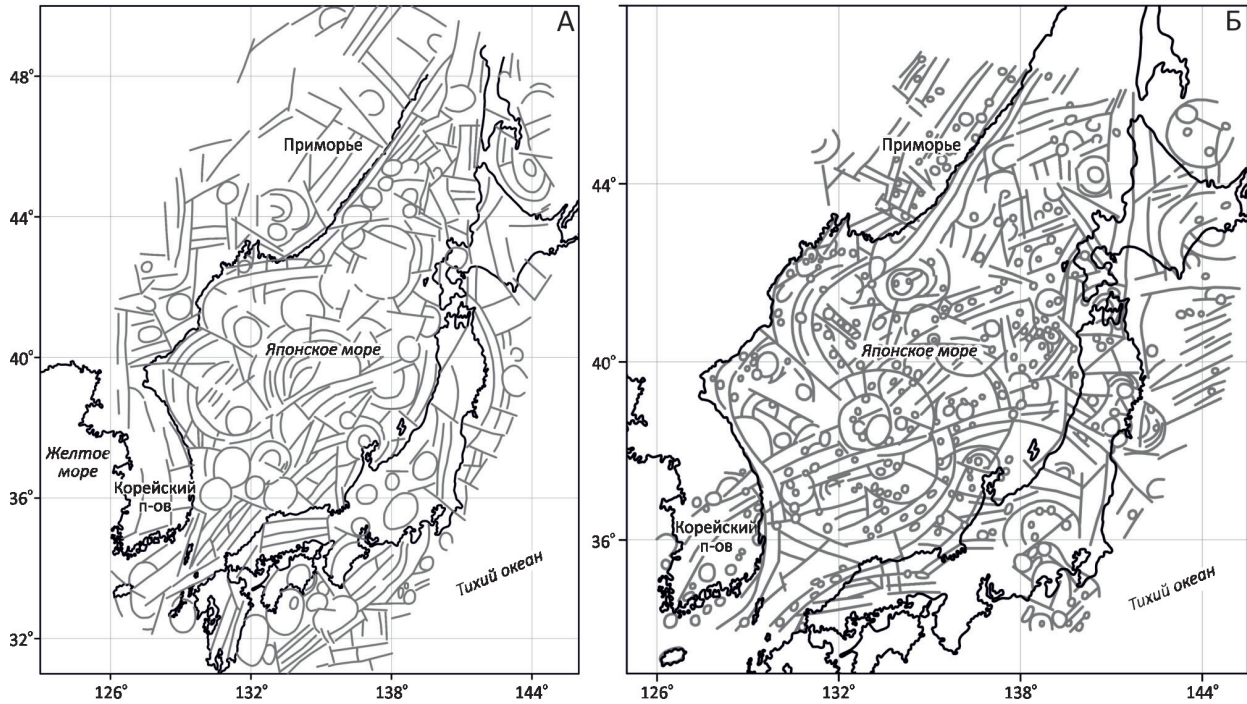 А
48°
44°
40°
36°
32°
126°
132°
138°
144°
Приморье
Японское море
Желтое
море
Корейский
п-ов
Тихий океан
Б
44°
40°
36°
126°
132°
138°
144°
Приморье
Японское море
Корейский
п-ов
Тихий океан